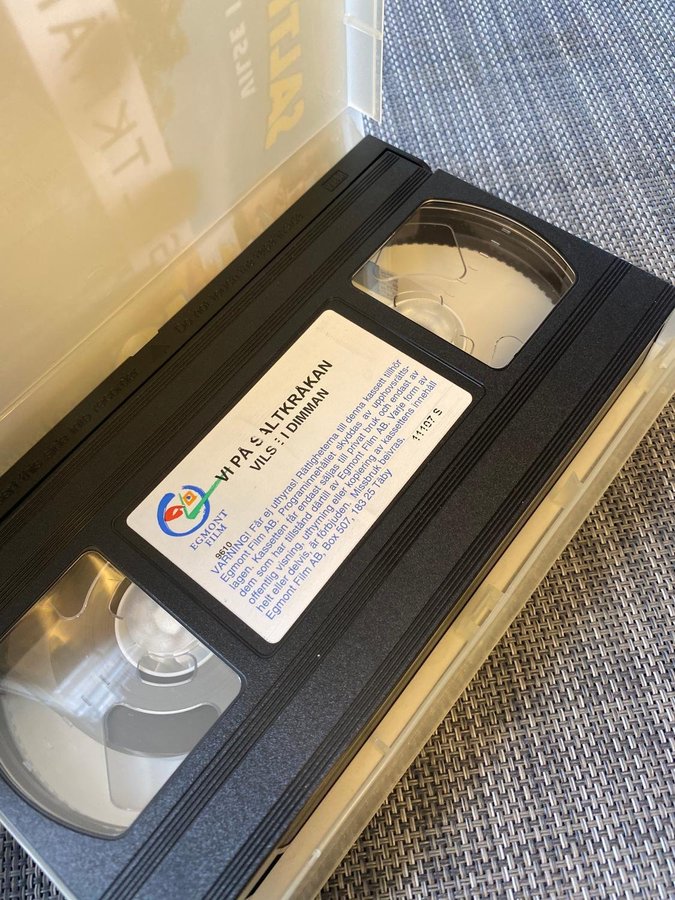 VI PÅ SALTKRÅKAN
VILSE I DIMMAN
EGMONT
FILM
9610
VARNING! Får ej uthyras! Rättigheterna till denna kassett tillhör
Egmont Film AB. Programinnehållet skyddas av upphovsrätts-
lagen. Kassetten får endast säljas till privat bruk och endast av
dem som har tillstånd därtill av Egmont Film AB. Varje form av
offentlig visning, uthyrning eller kopiering av kassettens innehåll
helt eller delvis, är förbjuden. Missbruk beivras.
Egmont Film AB, Box 507, 183 25 Täby
11107 S
VHS